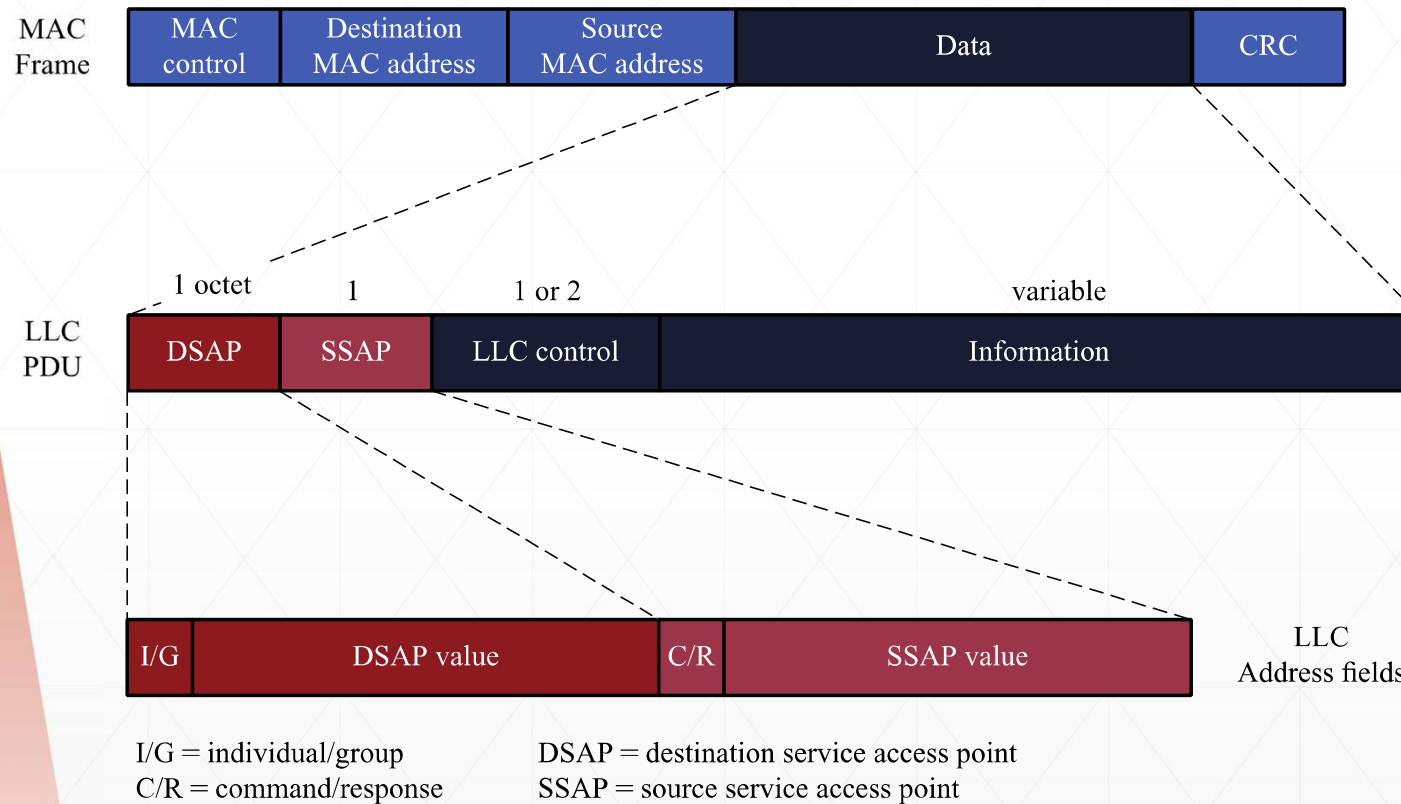 MAC
Frame
MAC
control
Destination
MAC address
Source
MAC address
Data
CRC
1 octet
1
1 or 2
variable
LLC
PDU
DSAP
SSAP
LLC control
Information
I/G
DSAP value
C/R
SSAP value
LLC
Address fields
I/G = individual/group
DSAP = destination service access point
C/R = command/response
SSAP = source service access point